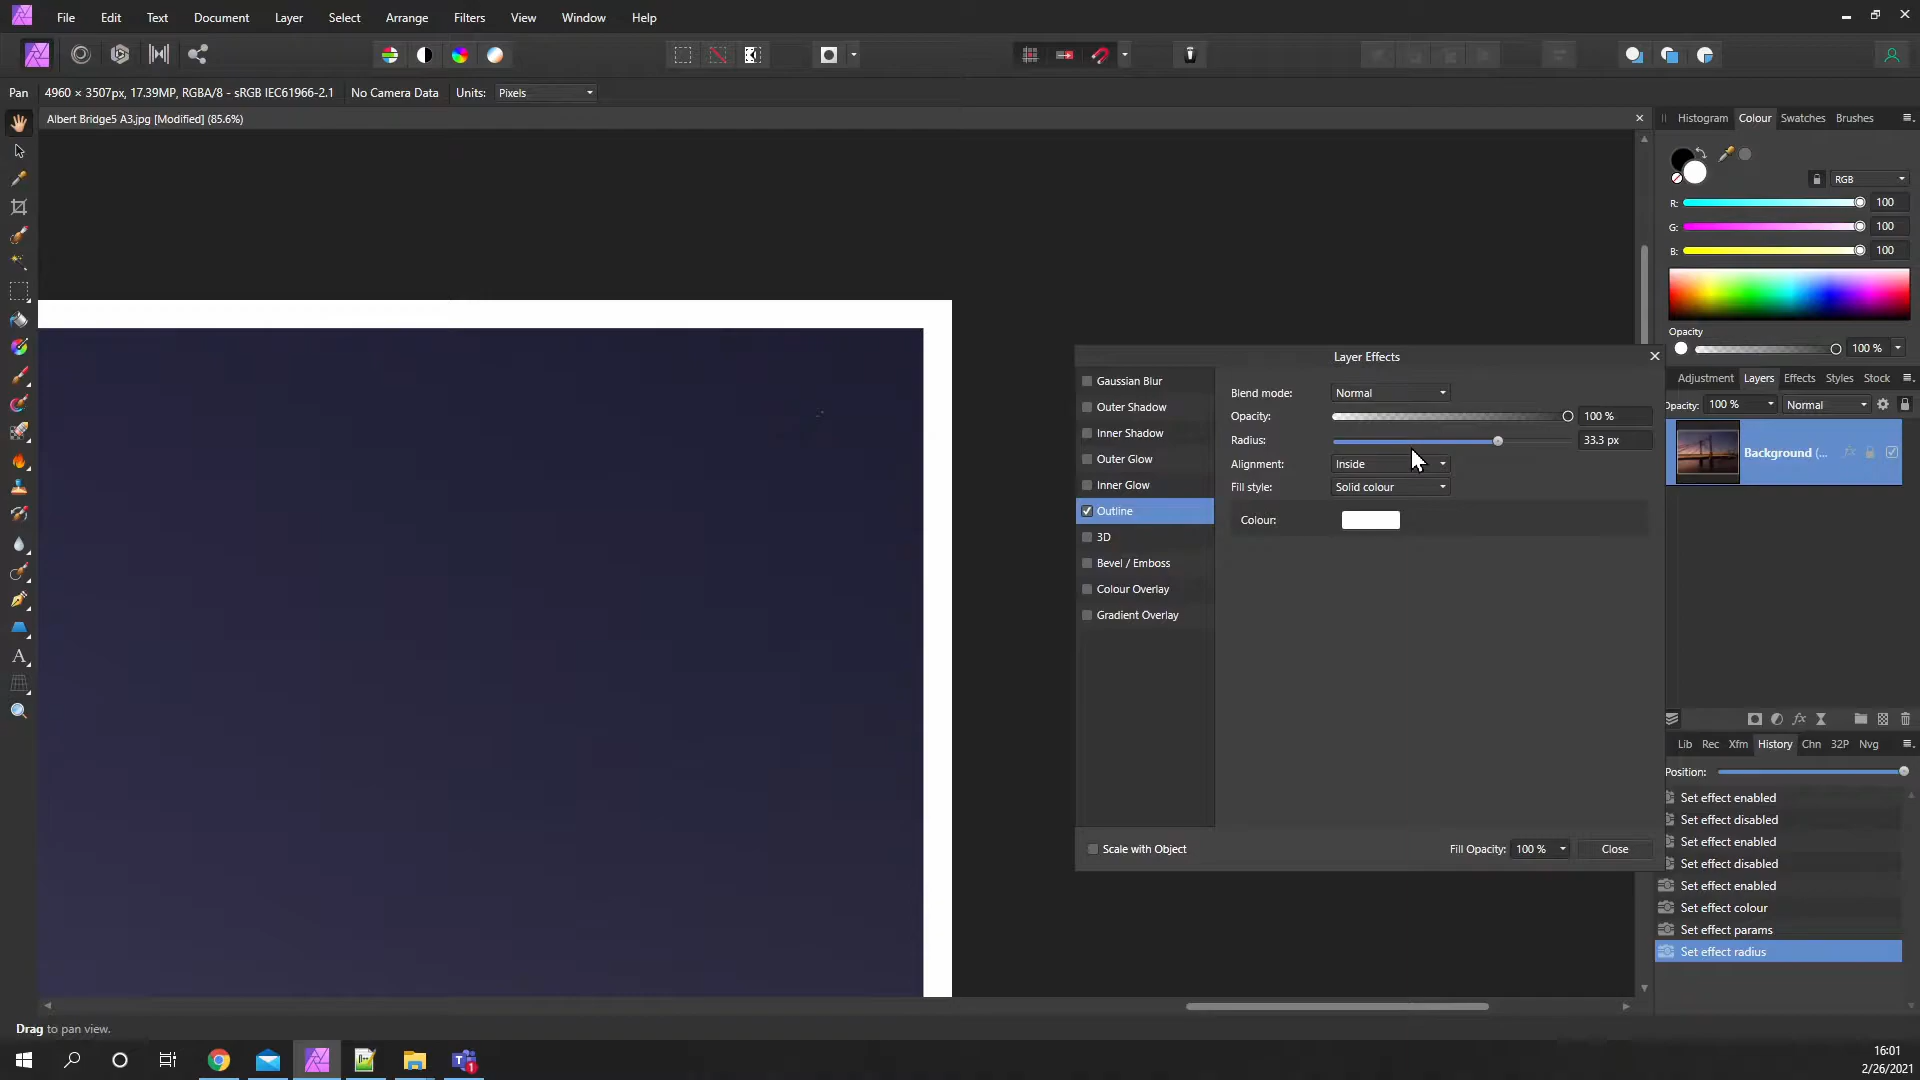 File Edit Text Document Layer Select Arrange Filters View Window Help
Pan 4960 × 3507px, 17.39MP, RGBA/8 - sRGB IEC61966-2.1 No Camera Data Units: Pixels
Albert Bridge5 A3.jpg [Modified] (85.6%)
Histogram Colour Swatches Brushes
RGB
R: 100
G: 100
B: 100
Opacity
100 %
Adjustment Layers Effects Styles Stock
Opacity: 100 % Normal
Background (...
Layer Effects
Gaussian Blur
Outer Shadow
Inner Shadow
Outer Glow
Inner Glow
Outline
3D
Bevel / Emboss
Colour Overlay
Gradient Overlay
Blend mode: Normal
Opacity: 100 %
Radius: 33.3 px
Alignment: Inside
Fill style: Solid colour
Colour:
Scale with Object
Fill Opacity: 100 % Close
Lib Rec Xfm History Chn 32P Nvg
Position:
Set effect enabled
Set effect disabled
Set effect enabled
Set effect disabled
Set effect enabled
Set effect colour
Set effect params
Set effect radius
Drag to pan view.
1
16:01
2/26/2021